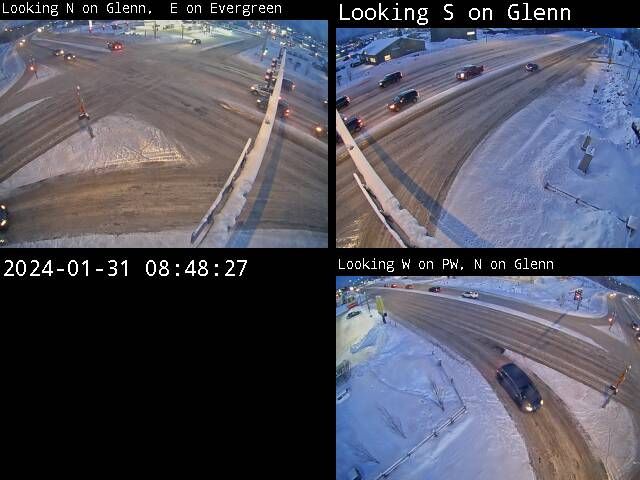 Looking N on Glenn,  E on Evergreen
Looking S on Glenn
2024-01-31 08:48:27
Looking W on PW, N on Glenn